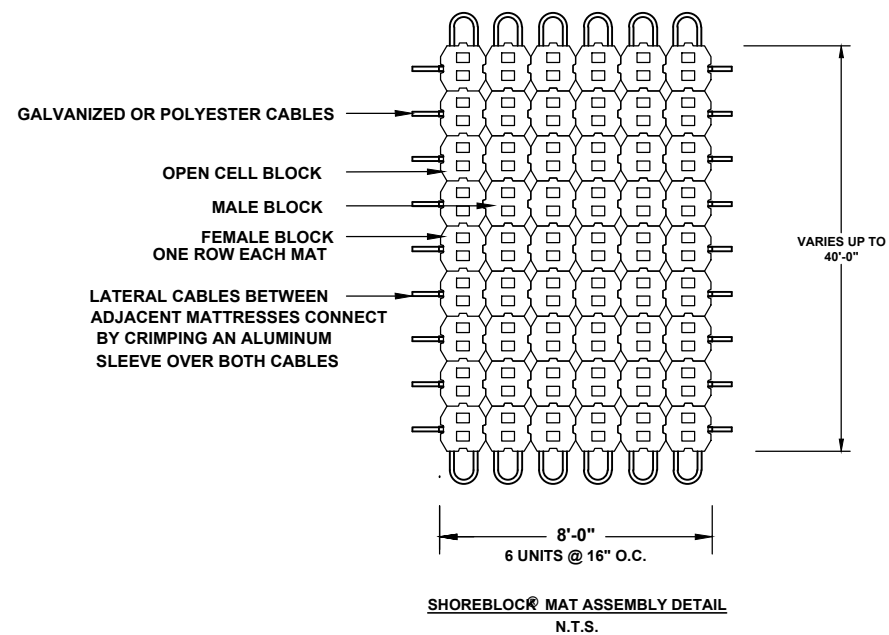 GALVANIZED OR POLYESTER CABLES
OPEN CELL BLOCK
MALE BLOCK
FEMALE BLOCK
ONE ROW EACH MAT
LATERAL CABLES BETWEEN
ADJACENT MATTRESSES CONNECT
BY CRIMPING AN ALUMINUM
SLEEVE OVER BOTH CABLES
VARIES UP TO
40'-0"
8'-0"
6 UNITS @ 16" O.C.
SHOREBLOCK® MAT ASSEMBLY DETAIL
N.T.S.